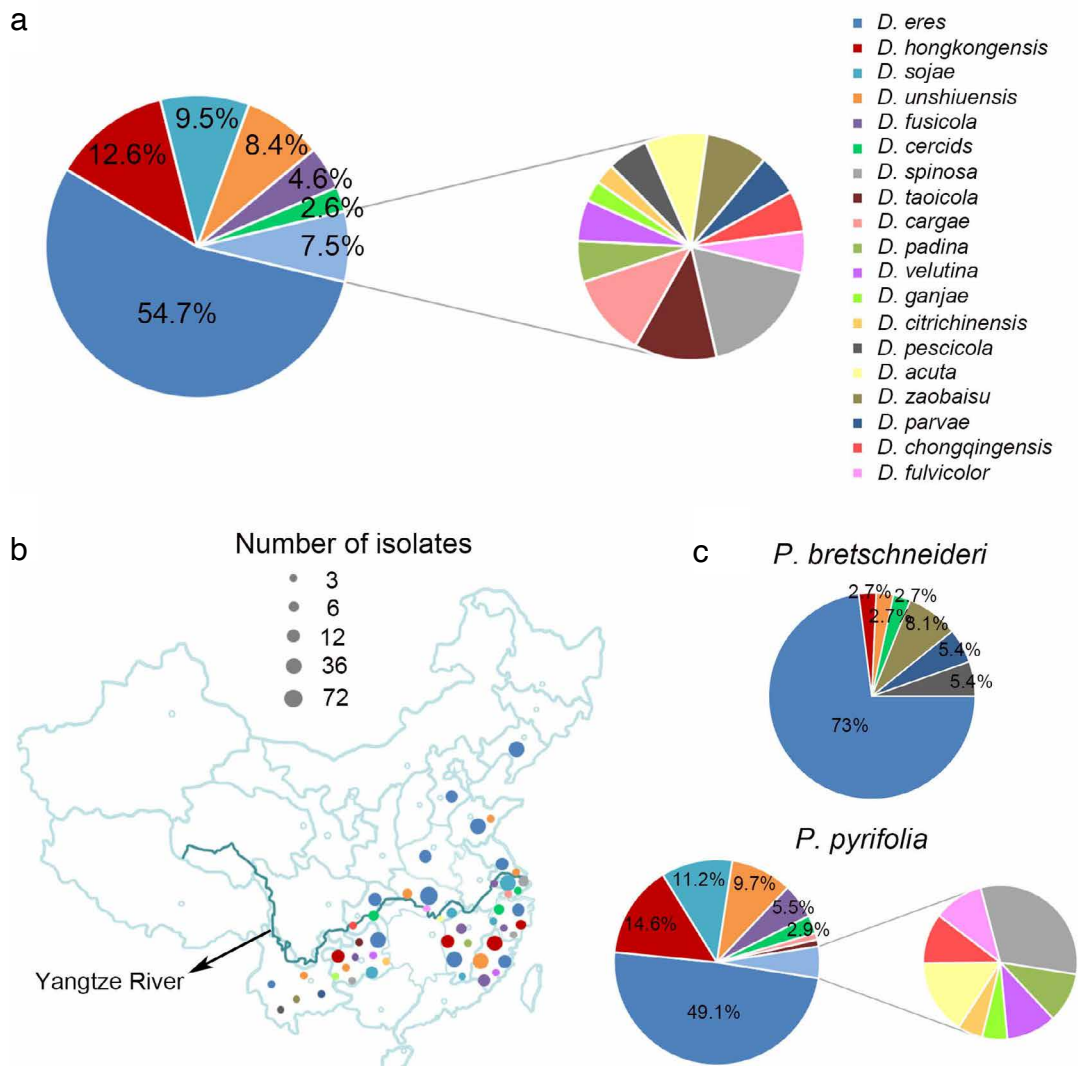 a
54.7%
12.6%
9.5%
8.4%
4.6%
2.6%
7.5%
D. eres
D. hongkongensis
D. sojae
D. unshiuensis
D. fusicola
D. cercids
D. spinosa
D. taoicola
D. cargae
D. padina
D. velutina
D. ganjae
D. citrichinensis
D. pescicola
D. acuta
D. zaobaisu
D. parvae
D. chongqingensis
D. fulvicolor
b
Number of isolates
3
6
12
36
72
Yangtze River
c
P. bretschneideri
2.7%
2.7%
2.7%
8.1%
5.4%
5.4%
73%
P. pyrifolia
14.6%
11.2%
9.7%
5.5%
2.9%
49.1%